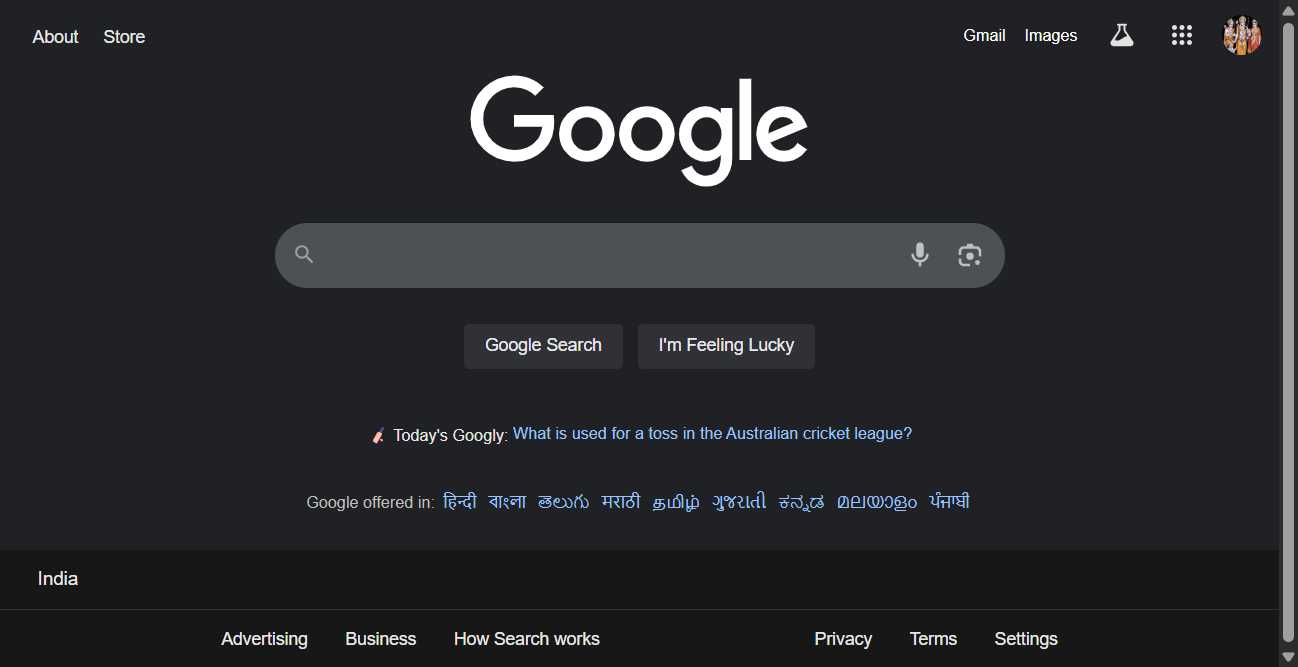 About Store Gmail Images
Google
Google Search I'm Feeling Lucky
Today's Googly: What is used for a toss in the Australian cricket league?
Google offered in: हिन्दी বাংলা తెలుగు मराठी தமிழ் ગુજરાતી ಕನ್ನಡ മലയാളം ਪੰਜਾਬੀ
India
Advertising Business How Search works Privacy Terms Settings